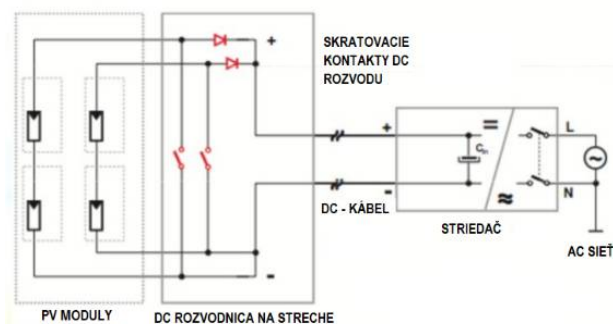 SKRATOVACIE
KONTAKTY DC
ROZVODU
+
-
+
-
DC - KÁBEL
=
≈
C
L
N
STRIEDAČ
~
AC SIEŤ
PV MODULY
DC ROZVODNICA NA STRECHE